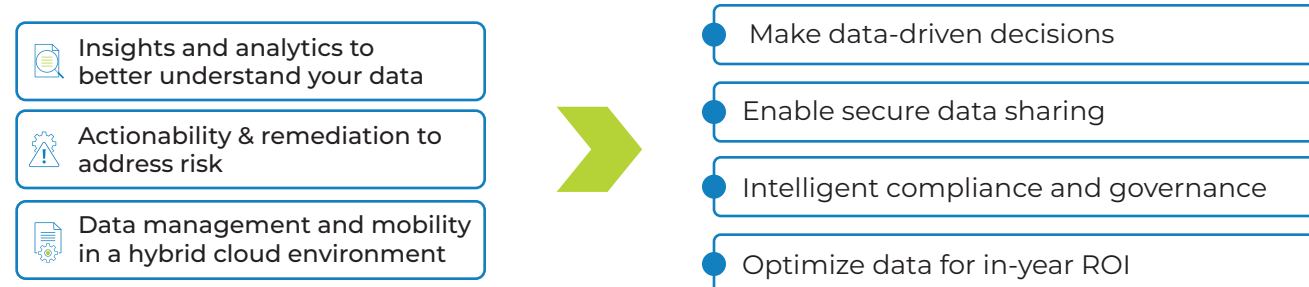 Insights and analytics to
better understand your data
Actionability & remediation to
address risk
Data management and mobility
in a hybrid cloud environment
Make data-driven decisions
Enable secure data sharing
Intelligent compliance and governance
Optimize data for in-year ROI